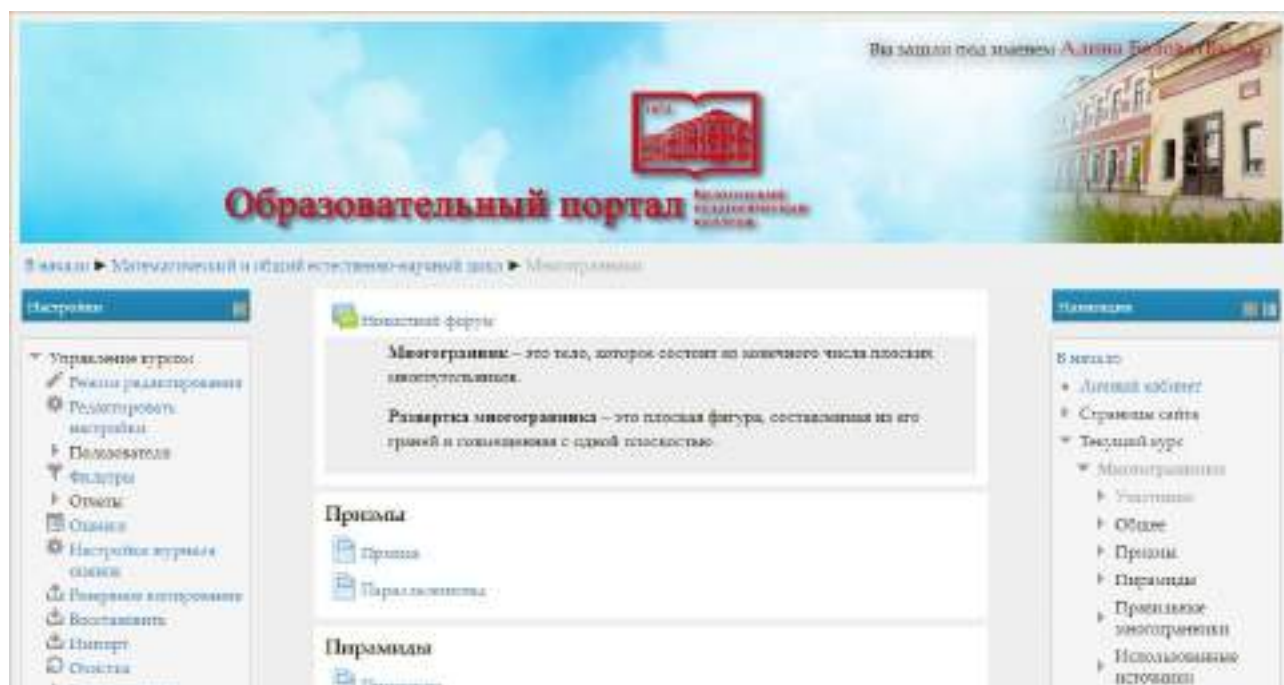 Вы зашли под именем Алина Белова
Образовательный портал
педагогический
колледж
В начало ► Математический и общий естественно-научный цикл ► Многогранники
Настройки
Управление курсом
Режим редактирования
Редактировать
настройки
Пользователи
Фильтры
Отчеты
Оценки
Настройка журнала
оценок
Резервное копирование
Восстановить
Импорт
Очистка
Новостной форум
Многогранник – это тело, которое состоит из конечного числа плоских
многоугольников.
Развертка многогранника – это плоская фигура, составленная из его
граней и совмещенная с одной плоскостью.
Призмы
Призма
Параллелепипед
Пирамиды
Навигация
В начало
Личный кабинет
Страницы сайта
Текущий курс
Многогранники
Участники
Общее
Призмы
Пирамиды
Правильные
многогранники
Использованные
источники